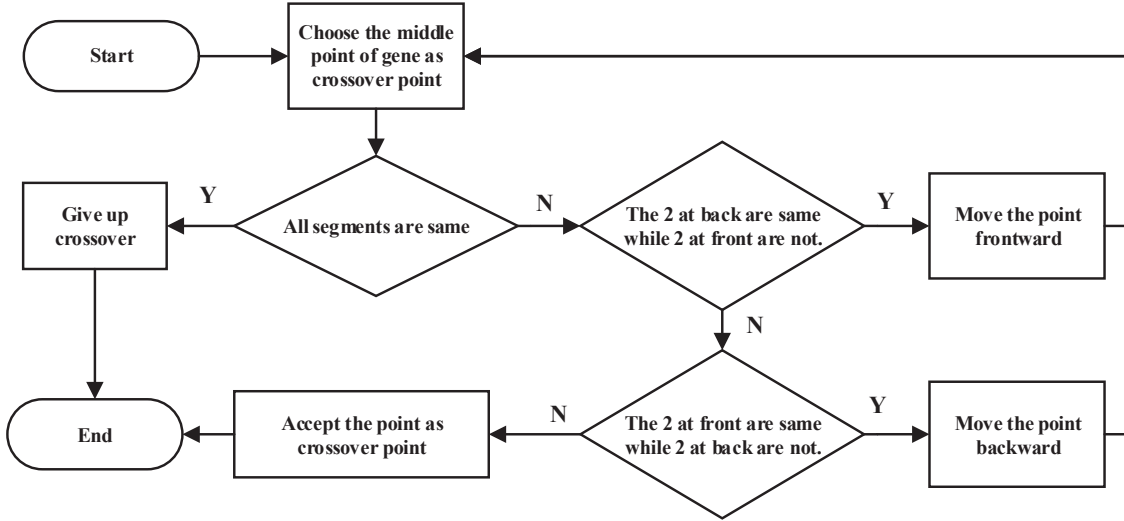 Start
Choose the middle
point of gene as
crossover point
Y
Give up
crossover
All segments are same
N
The 2 at back are same
while 2 at front are not.
Y
Move the point
frontward
N
End
Accept the point as
crossover point
N
The 2 at front are same
while 2 at back are not.
Y
Move the point
backward